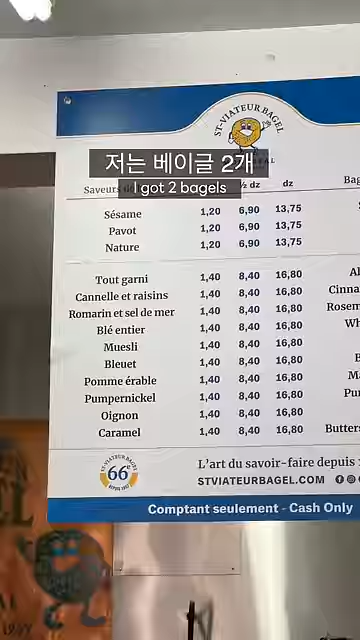 ST-VIATEUR BAGEL
저는 베이글 2개
I got 2 bagels
Saveurs ½ dz dz
Sésame 1,20 6,90 13,75
Pavot 1,20 6,90 13,75
Nature 1,20 6,90 13,75
Tout garni 1,40 8,40 16,80
Cannelle et raisins 1,40 8,40 16,80
Romarin et sel de mer 1,40 8,40 16,80
Blé entier 1,40 8,40 16,80
Muesli 1,40 8,40 16,80
Bleuet 1,40 8,40 16,80
Pomme érable 1,40 8,40 16,80
Pumpernickel 1,40 8,40 16,80
Oignon 1,40 8,40 16,80
Caramel 1,40 8,40 16,80
ST-VIATEUR BAGEL
66
L'art du savoir-faire depuis
STVIATEURBAGEL.COM
Comptant seulement - Cash Only